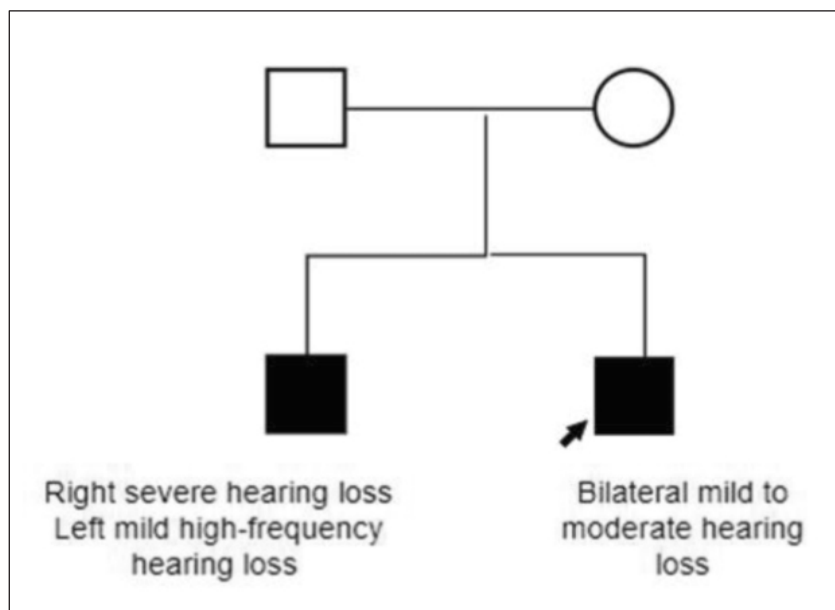 Right severe hearing loss
Left mild high-frequency
hearing loss
Bilateral mild to
moderate hearing
loss